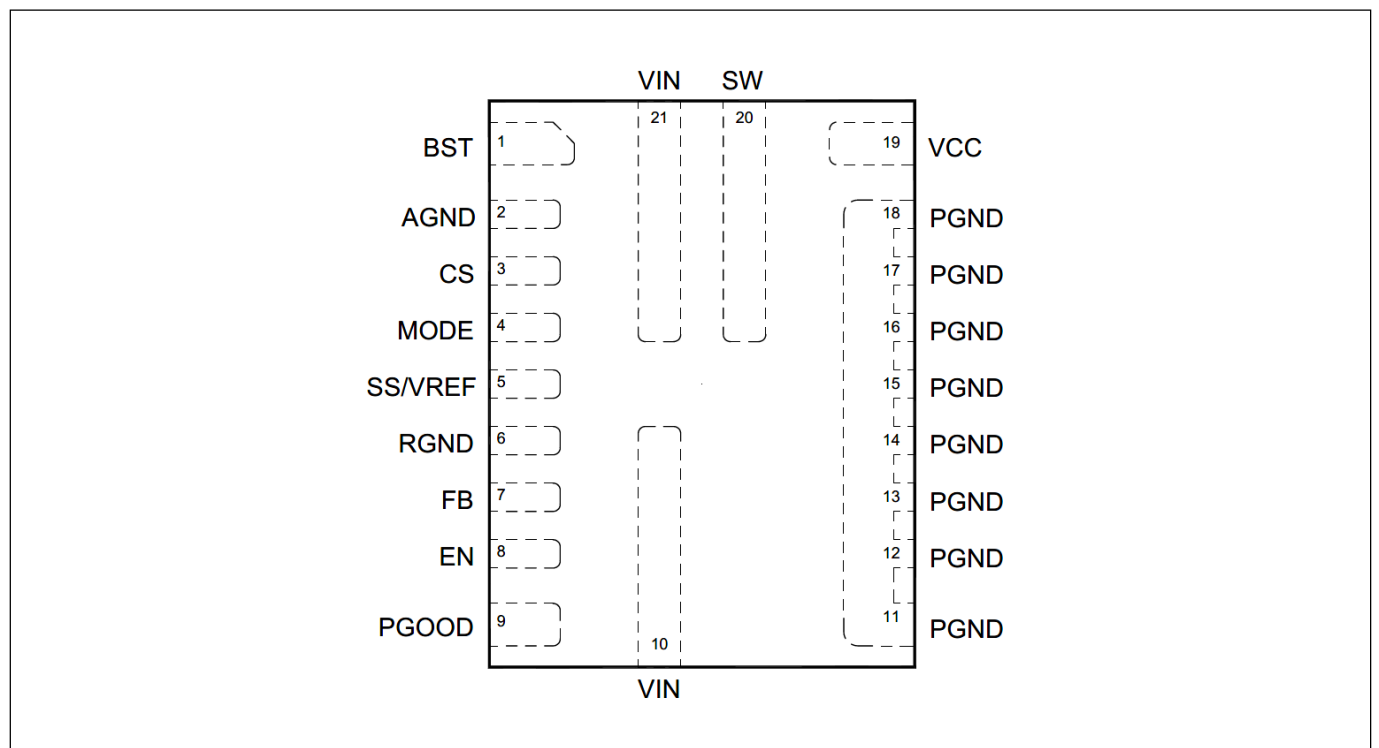 VIN SW
21 20
BST 1 19 VCC
AGND 2 18 PGND
CS 3 17 PGND
MODE 4 16 PGND
SS/VREF 5 15 PGND
RGND 6 14 PGND
FB 7 13 PGND
EN 8 12 PGND
PGOOD 9 11 PGND
10
VIN